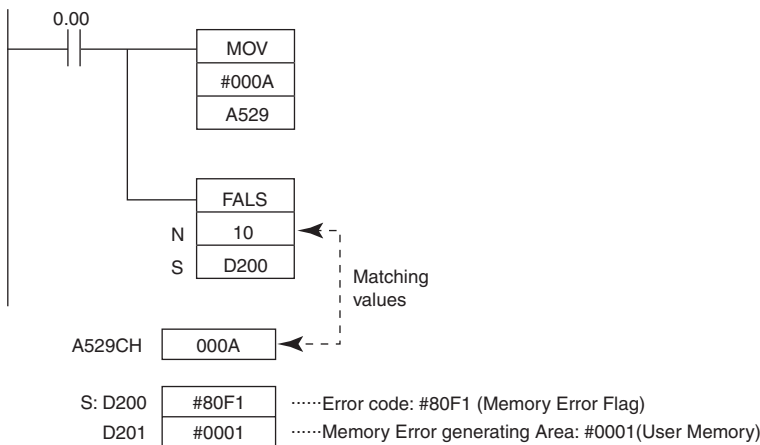 0.00
MOV
#000A
A529
FALS
N 10
S D200
Matching
values
A529CH 000A
S: D200 #80F1 ······Error code: #80F1 (Memory Error Flag)
D201 #0001 ······Memory Error generating Area: #0001(User Memory)